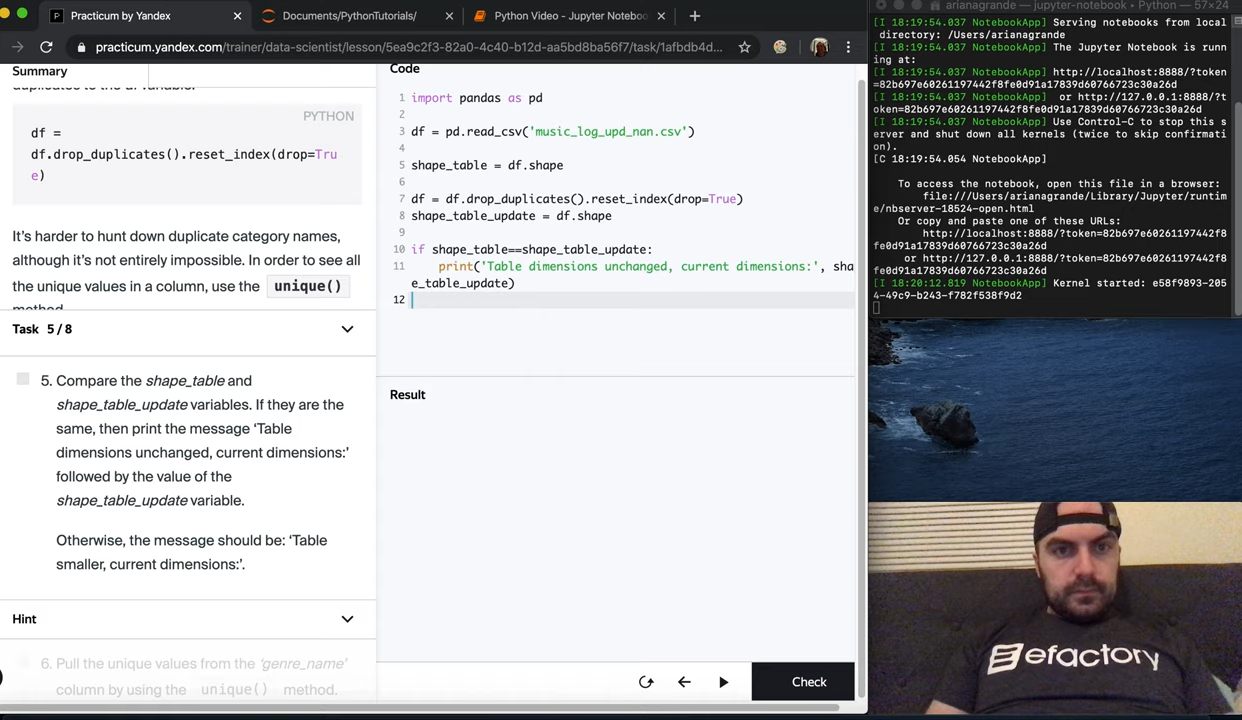 Practicum by Yandex
Documents/PythonTutorials/
Python Video - Jupyter Noteboo
practicum.yandex.com/trainer/data-scientist/lesson/5ea9c2f3-82a0-4c40-b12d-aa5bd8ba56f7/task/1afbdb4d...
Summary
PYTHON
df =
df.drop_duplicates().reset_index(drop=Tru
e)
It's harder to hunt down duplicate category names,
although it's not entirely impossible. In order to see all
the unique values in a column, use the unique()
method.
Task 5 / 8
5. Compare the shape_table and
shape_table_update variables. If they are the
same, then print the message ‘Table
dimensions unchanged, current dimensions:’
followed by the value of the
shape_table_update variable.
Otherwise, the message should be: ‘Table
smaller, current dimensions:’.
Hint
6. Pull the unique values from the ‘genre_name’
column by using the unique() method.
Code
1 import pandas as pd
2
3 df = pd.read_csv('music_log_upd_nan.csv')
4
5 shape_table = df.shape
6
7 df = df.drop_duplicates().reset_index(drop=True)
8 shape_table_update = df.shape
9
10 if shape_table==shape_table_update:
11 print('Table dimensions unchanged, current dimensions:', sha
e_table_update)
12
Result
Check
arianagrande — jupyter-notebook ‣ Python — 57×24
[I 18:19:54.037 NotebookApp] Serving notebooks from local
directory: /Users/arianagrande
[I 18:19:54.037 NotebookApp] The Jupyter Notebook is runn
ing at:
[I 18:19:54.037 NotebookApp] http://localhost:8888/?token
=82b697e60261197442f8fe0d91a17839d60766723c30a26d
[I 18:19:54.037 NotebookApp]  or http://127.0.0.1:8888/?t
oken=82b697e60261197442f8fe0d91a17839d60766723c30a26d
[I 18:19:54.037 NotebookApp] Use Control-C to stop this s
erver and shut down all kernels (twice to skip confirmati
on).
[C 18:19:54.054 NotebookApp]
To access the notebook, open this file in a browser:
file:///Users/arianagrande/Library/Jupyter/runtim
e/nbserver-18524-open.html
Or copy and paste one of these URLs:
http://localhost:8888/?token=82b697e60261197442f8
fe0d91a17839d60766723c30a26d
or http://127.0.0.1:8888/?token=82b697e60261197442f8
fe0d91a17839d60766723c30a26d
[I 18:20:12.819 NotebookApp] Kernel started: e58f9893-205
4-49c9-b243-f782f538f9d2
efactory